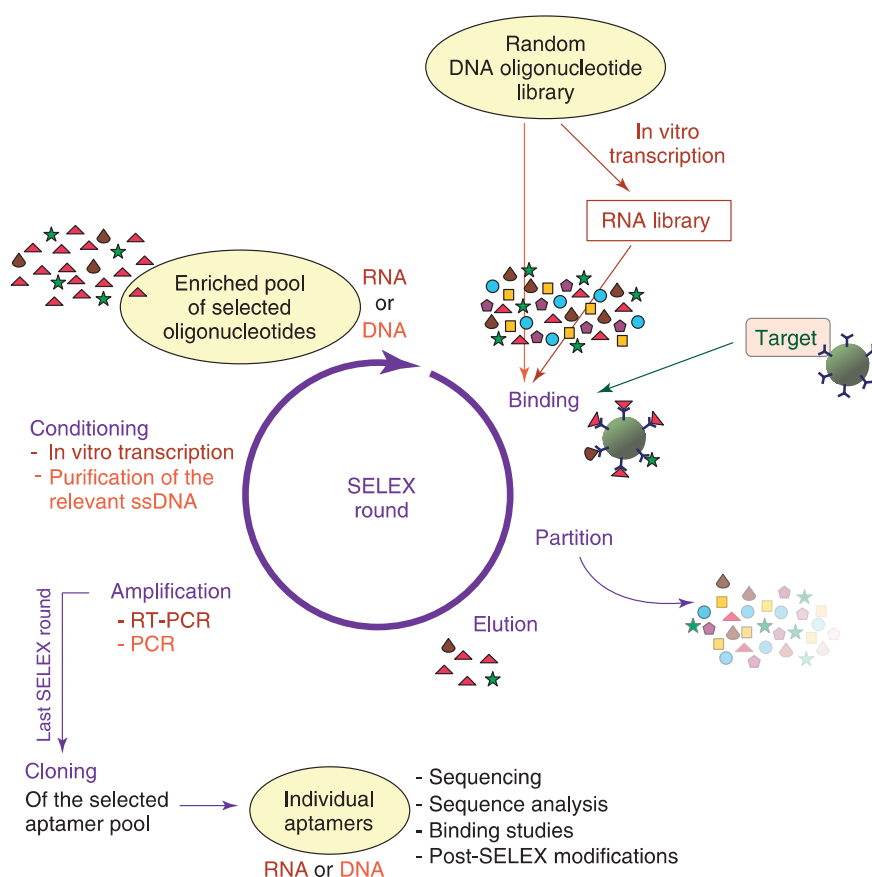 Random
DNA oligonucleotide
library
In vitro
transcription
RNA library
Enriched pool
of selected
oligonucleotides
RNA
or
DNA
Target
Binding
Conditioning
- In vitro transcription
- Purification of the
relevant ssDNA
SELEX
round
Partition
Amplification
- RT-PCR
- PCR
Elution
Last SELEX round
Cloning
Of the selected
aptamer pool
Individual
aptamers
RNA or DNA
- Sequencing
- Sequence analysis
- Binding studies
- Post-SELEX modifications